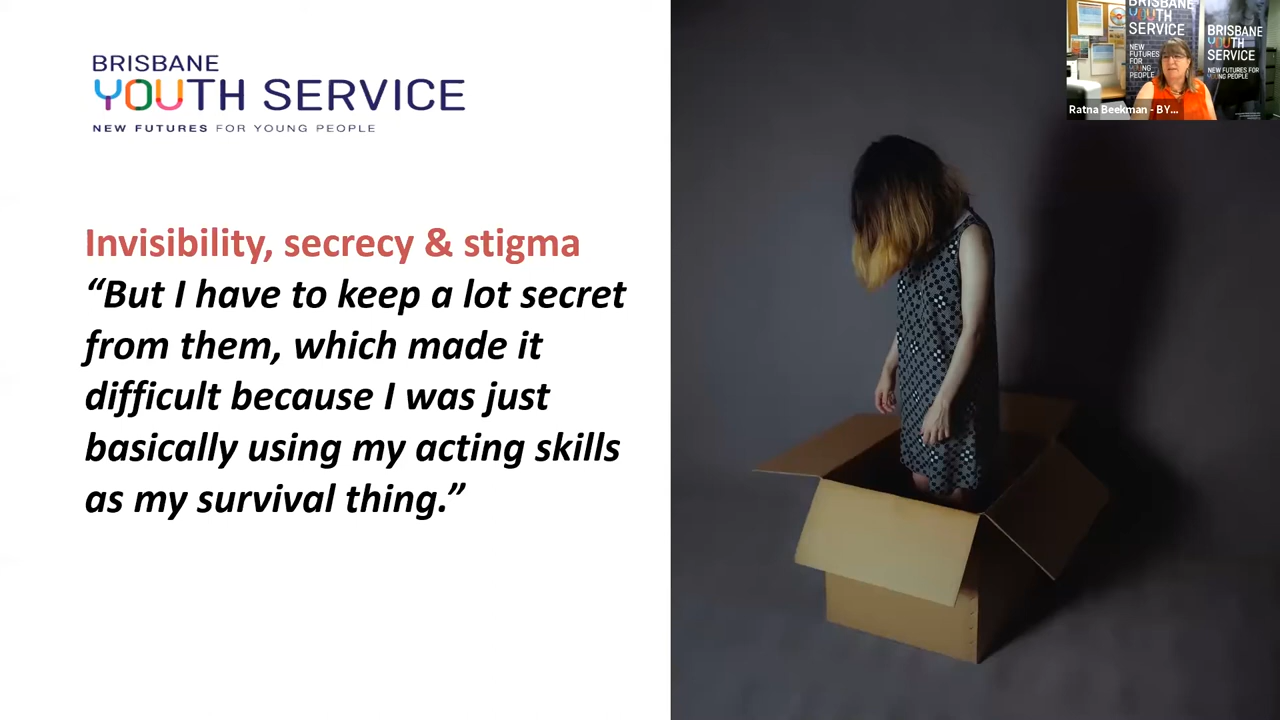 BRISBANE
YOUTH SERVICE
NEW FUTURES FOR YOUNG PEOPLE
Invisibility, secrecy & stigma
“But I have to keep a lot secret
from them, which made it
difficult because I was just
basically using my acting skills
as my survival thing.”
BRISBANE
YOUTH
SERVICE
NEW
FUTURES
FOR
YOUNG
PEOPLE
BRISBANE
YOUTH
SERVICE
NEW FUTURES FOR
YOUNG PEOPLE
Ratna Beekman - BY...